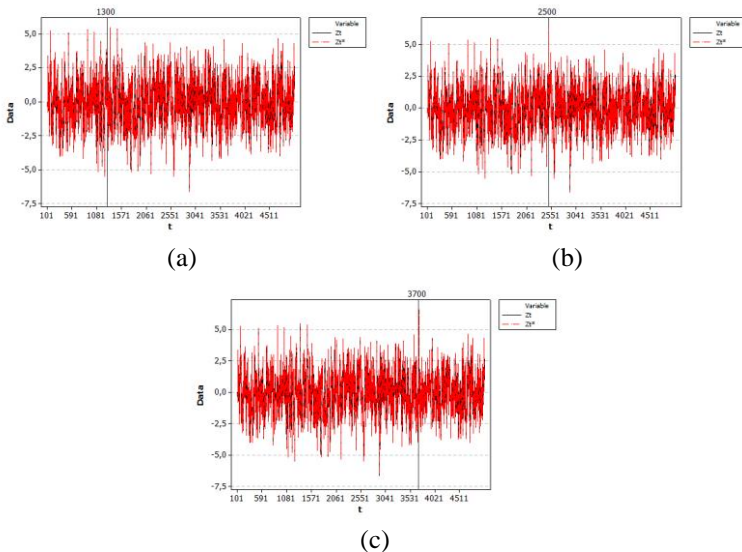 1300
Variable
Zt
Zt*
5,0
2,5
0,0
-2,5
-5,0
-7,5
Data
101 591 1081 1571 2061 2551 3041 3531 4021 4511
t
(a)
2500
Variable
Zt
Zt*
5,0
2,5
0,0
-2,5
-5,0
-7,5
Data
101 591 1081 1571 2061 2551 3041 3531 4021 4511
t
(b)
3700
Variable
Zt
Zt*
5,0
2,5
0,0
-2,5
-5,0
-7,5
Data
101 591 1081 1571 2061 2551 3041 3531 4021 4511
t
(c)